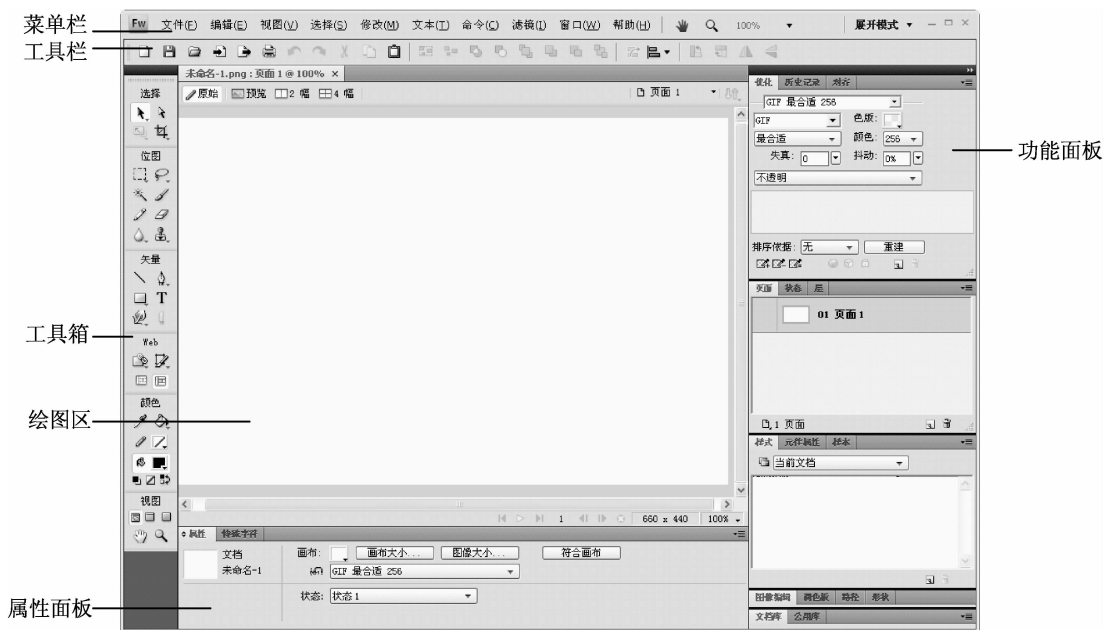 菜单栏
工具栏
工具箱
绘图区
属性面板
功能面板
Fw 文件(F) 编辑(E) 视图(V) 选择(S) 修改(M) 文本(T) 命令(C) 滤镜(I) 窗口(W) 帮助(H) 100% 展开模式
未命名-1.png : 页面 1 @ 100% ×
原始 预览 2 幅 4 幅 页面 1
选择
位图
矢量
T
Web
颜色
视图
1 660 x 440 100%
属性 特殊字符
文档
未命名-1
画布: 画布大小... 图像大小... 符合画布
GIF 最合适 256
状态: 状态 1
优化 历史记录 对齐
GIF 最合适 256
GIF 色版:
最合适 颜色: 256
失真: 0 抖动: 0%
不透明
排序依据: 无 重建
页面 状态 层
01 页面 1
1 页面
样式 元件属性 样本
当前文档
图像编辑 调色板 路径 形状
文档库 公用库